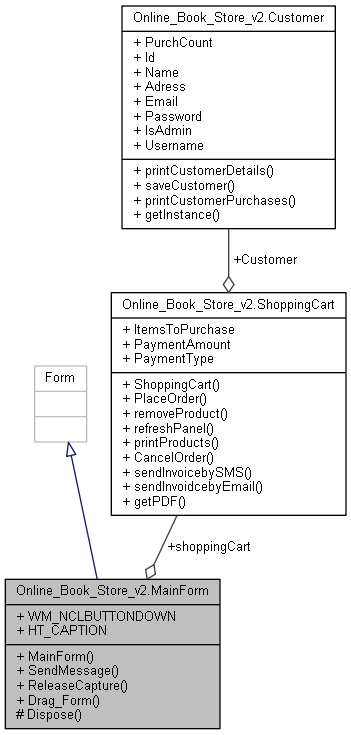 Online_Book_Store_v2.Customer
+ PurchCount
+ Id
+ Name
+ Adress
+ Email
+ Password
+ IsAdmin
+ Username
+ printCustomerDetails()
+ saveCustomer()
+ printCustomerPurchases()
+ getInstance()
+Customer
Online_Book_Store_v2.ShoppingCart
+ ItemsToPurchase
+ PaymentAmount
+ PaymentType
+ ShoppingCart()
+ PlaceOrder()
+ removeProduct()
+ refreshPanel()
+ printProducts()
+ CancelOrder()
+ sendInvoicebySMS()
+ sendInvoidcebyEmail()
+ getPDF()
Form
+shoppingCart
Online_Book_Store_v2.MainForm
+ WM_NCLBUTTONDOWN
+ HT_CAPTION
+ MainForm()
+ SendMessage()
+ ReleaseCapture()
+ Drag_Form()
# Dispose()